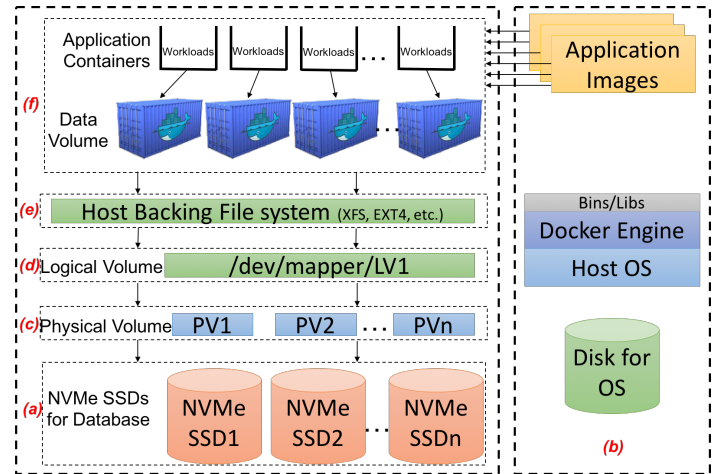 Application
Containers
Workloads
Workloads
Workloads
...
Workloads
(f)
Data
Volume
...
(e)
Host Backing File system (XFS, EXT4, etc.)
(d)
Logical Volume
/dev/mapper/LV1
(c)
Physical Volume
PV1
PV2
...
PVn
(a)
NVMe SSDs
for Database
NVMe
SSD1
NVMe
SSD2
...
NVMe
SSDn
Application
Images
Bins/Libs
Docker Engine
Host OS
Disk for
OS
(b)